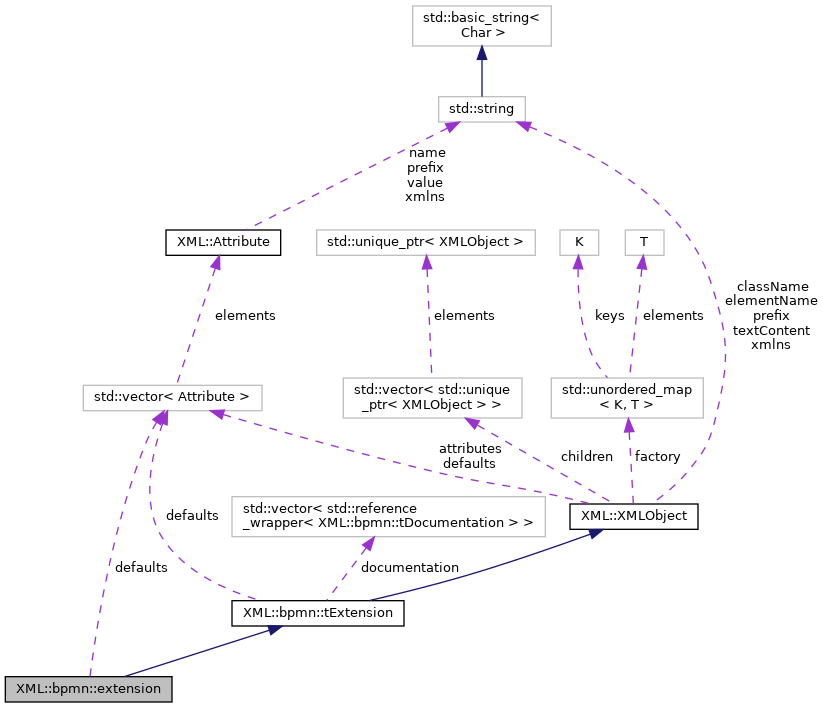 std::basic_string<
Char >
std::string
name
prefix
value
xmlns
XML::Attribute
std::unique_ptr< XMLObject >
K
T
className
elementName
prefix
textContent
xmlns
elements
elements
keys
elements
std::vector< Attribute >
std::vector< std::unique
_ptr< XMLObject > >
std::unordered_map
< K, T >
attributes
defaults
children
factory
defaults
std::vector< std::reference
_wrapper< XML::bpmn::tDocumentation > >
XML::XMLObject
defaults
documentation
XML::bpmn::tExtension
XML::bpmn::extension